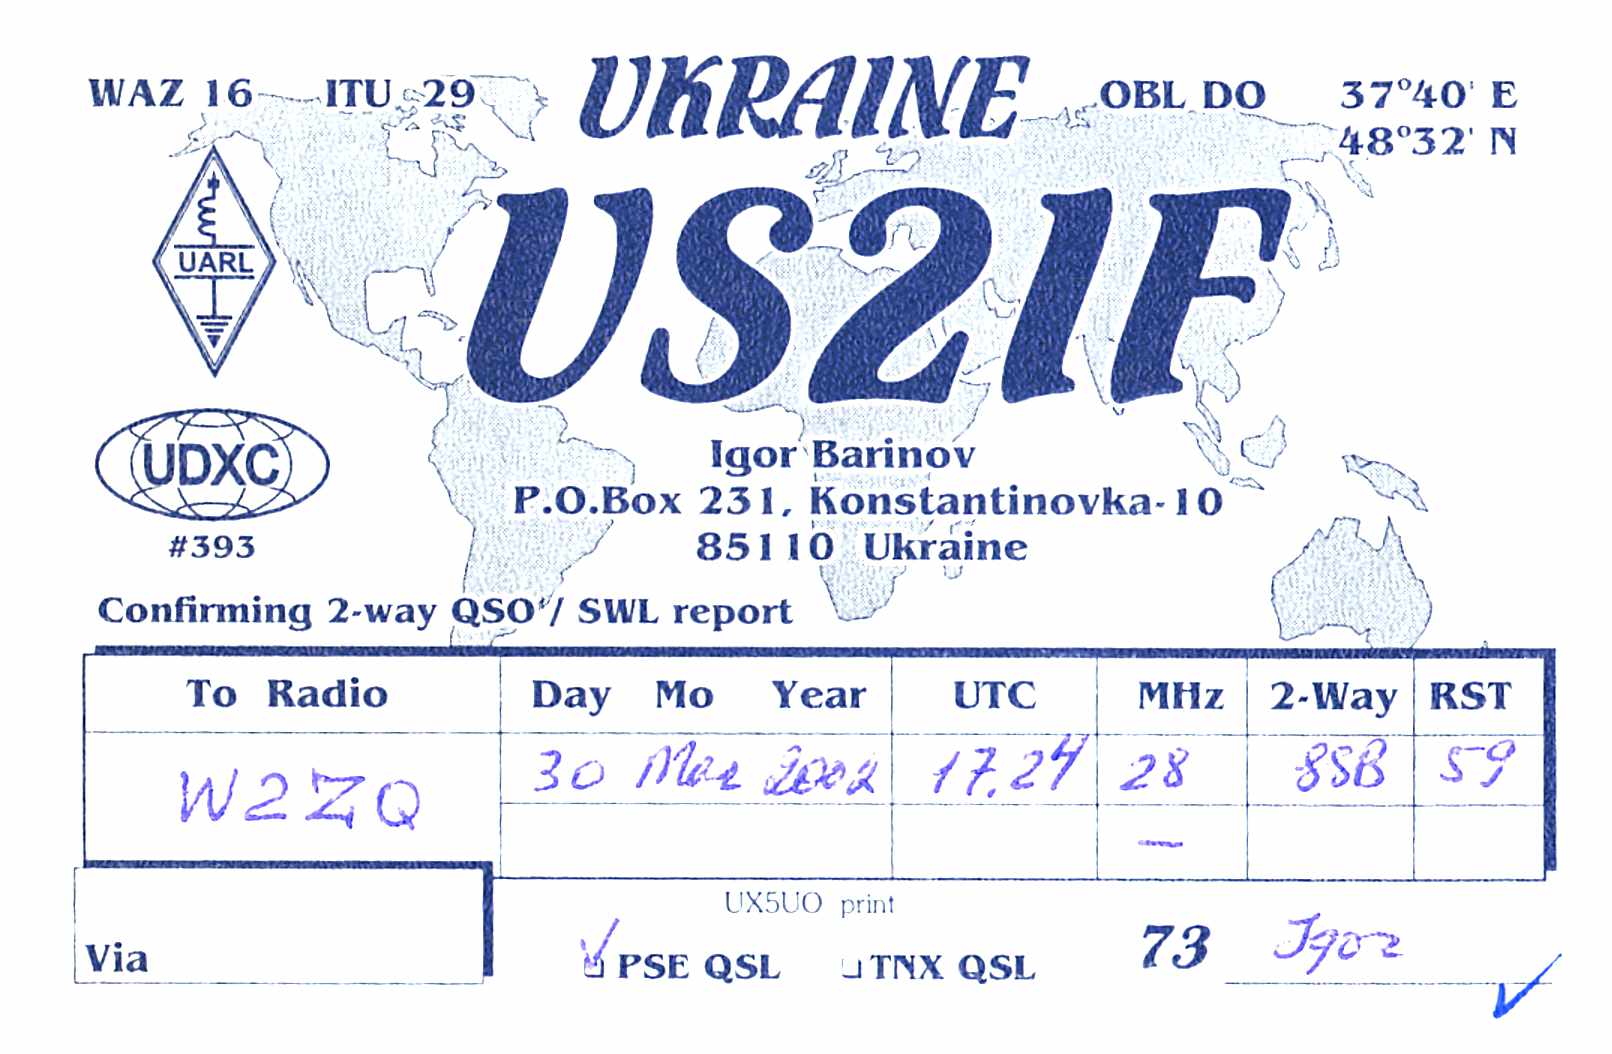 WAZ 16 ITU 29 UKRAINE OBL DO 37°40' E
48°32' N
UARL
US2IF
UDXC
#393
Igor Barinov
P.O.Box 231, Konstantinovka-10
85110 Ukraine
Confirming 2-way QSO / SWL report
To Radio Day Mo Year UTC MHz 2-Way RST
W2ZQ 30 Mar 2002 17.24 28 SSB 59
—
UX5UO print
Via
PSE QSL TNX QSL 73 Igor